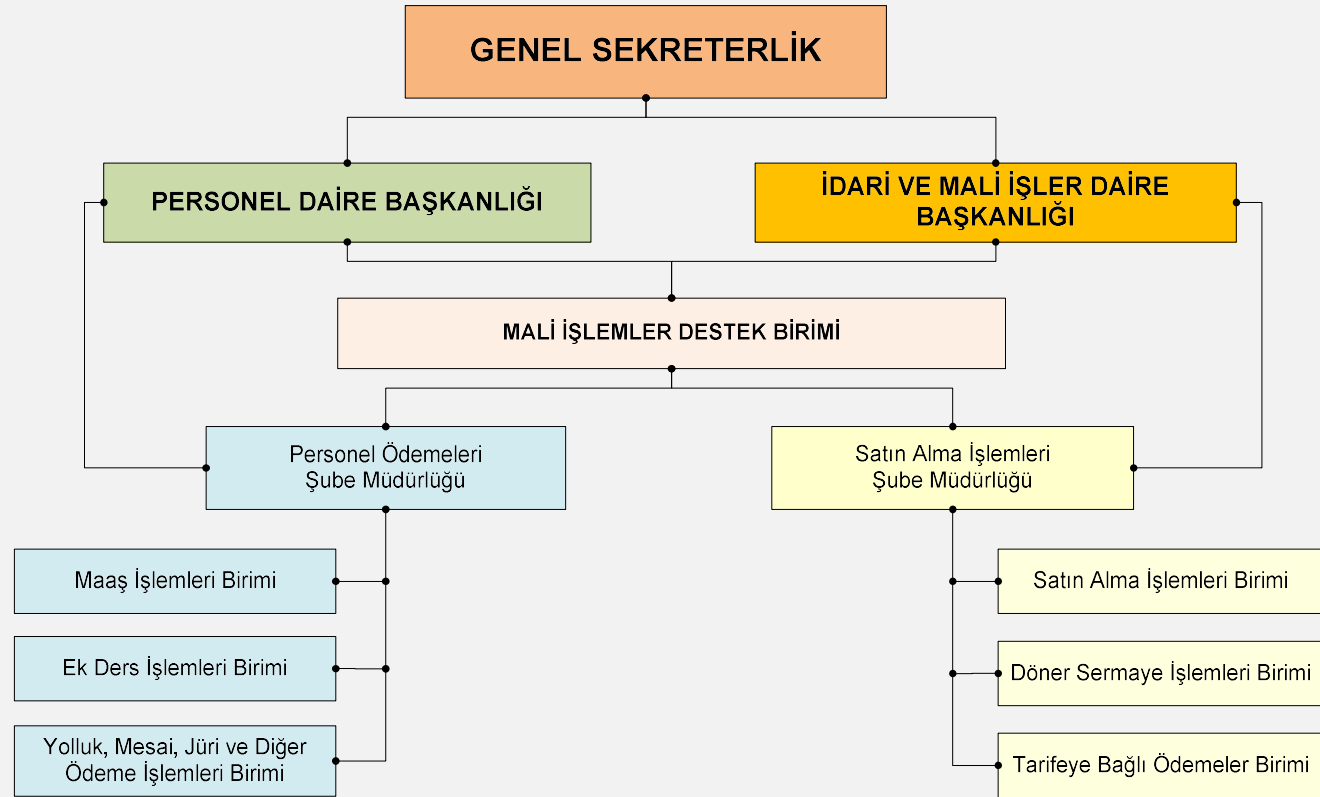 GENEL SEKRETERLİK
PERSONEL DAİRE BAŞKANLIĞI
İDARİ VE MALİ İŞLER DAİRE
BAŞKANLIĞI
MALİ İŞLEMLER DESTEK BİRİMİ
Personel Ödemeleri
Şube Müdürlüğü
Satın Alma İşlemleri
Şube Müdürlüğü
Maaş İşlemleri Birimi
Satın Alma İşlemleri Birimi
Ek Ders İşlemleri Birimi
Döner Sermaye İşlemleri Birimi
Yolluk, Mesai, Jüri ve Diğer
Ödeme İşlemleri Birimi
Tarifeye Bağlı Ödemeler Birimi